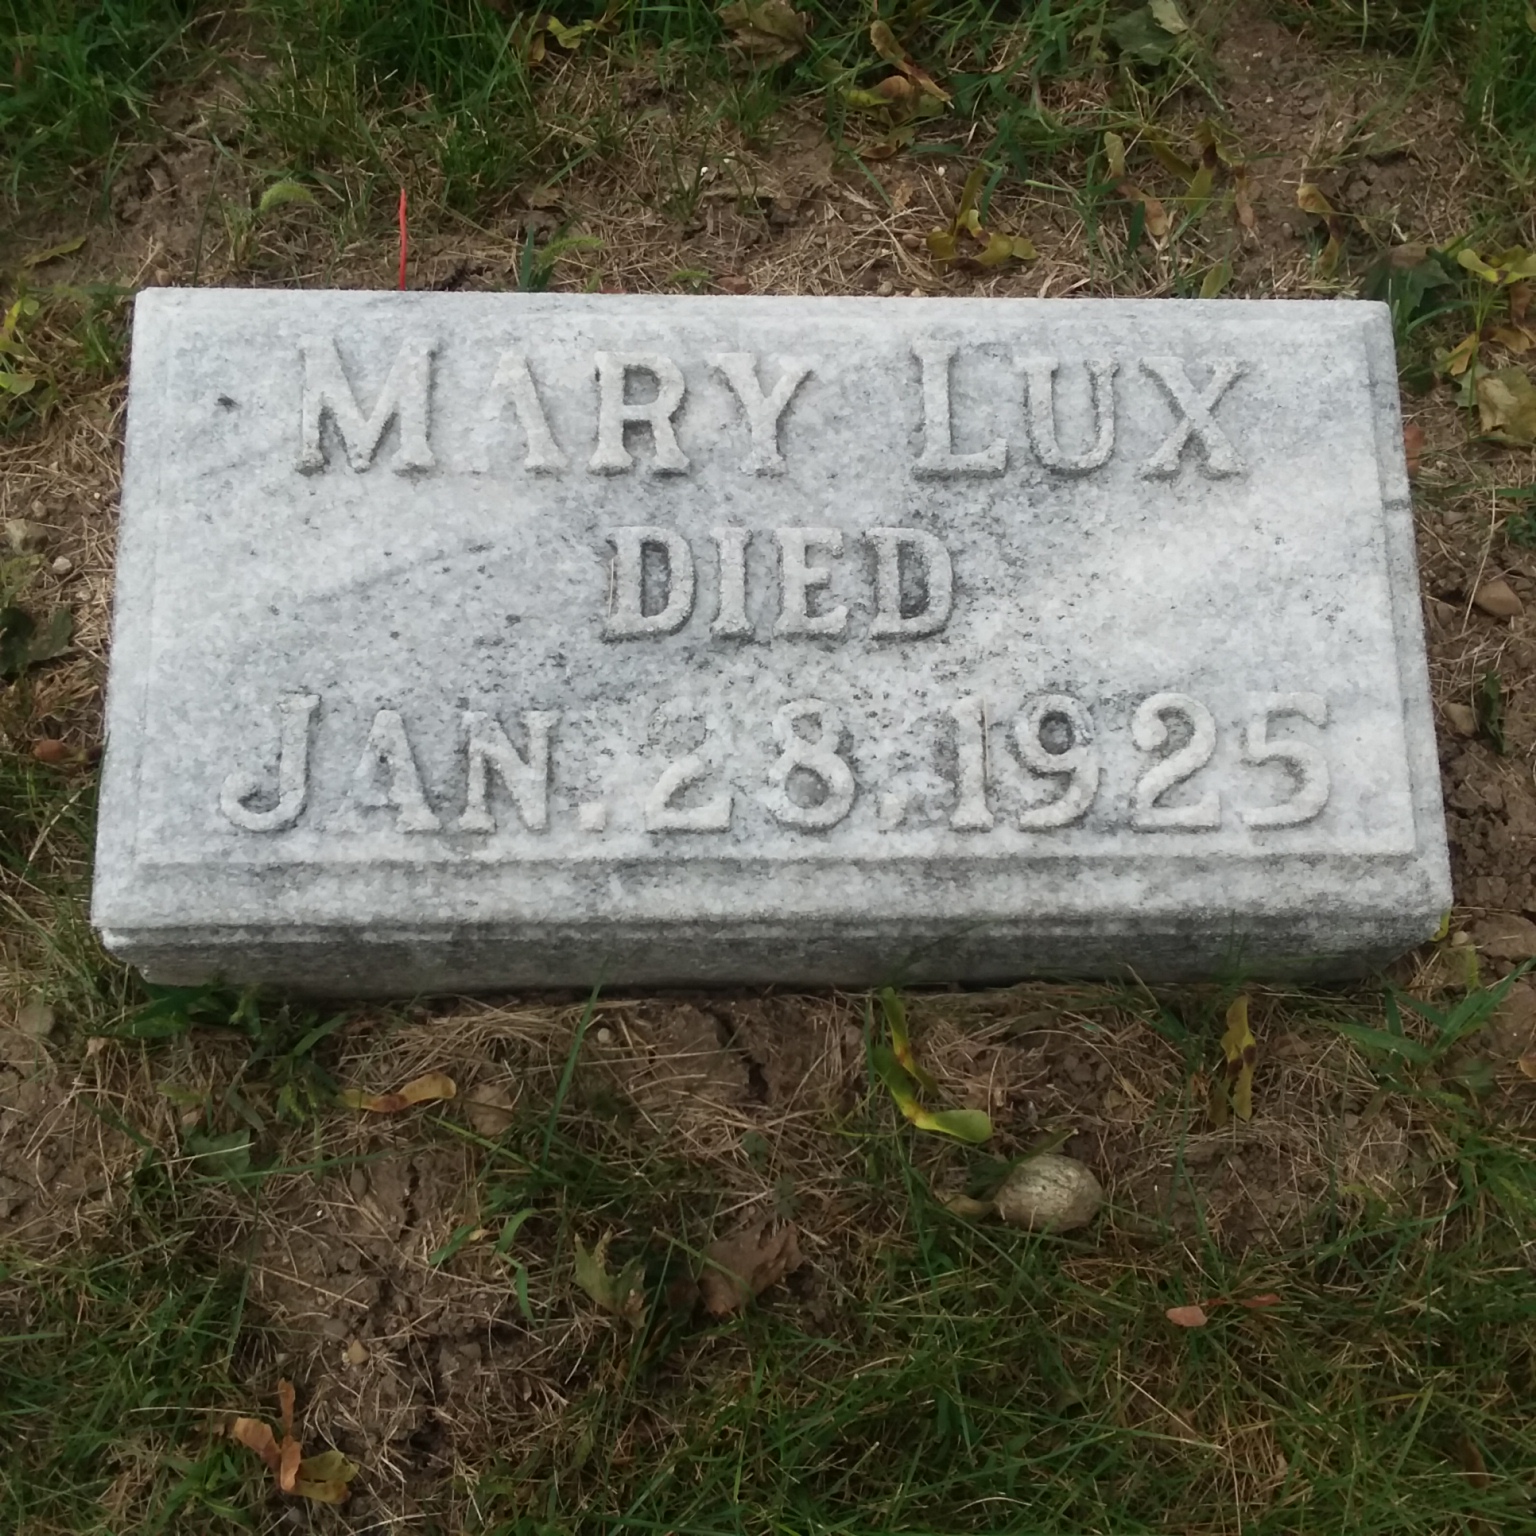 MARY LUX
DIED
JAN. 28, 1925